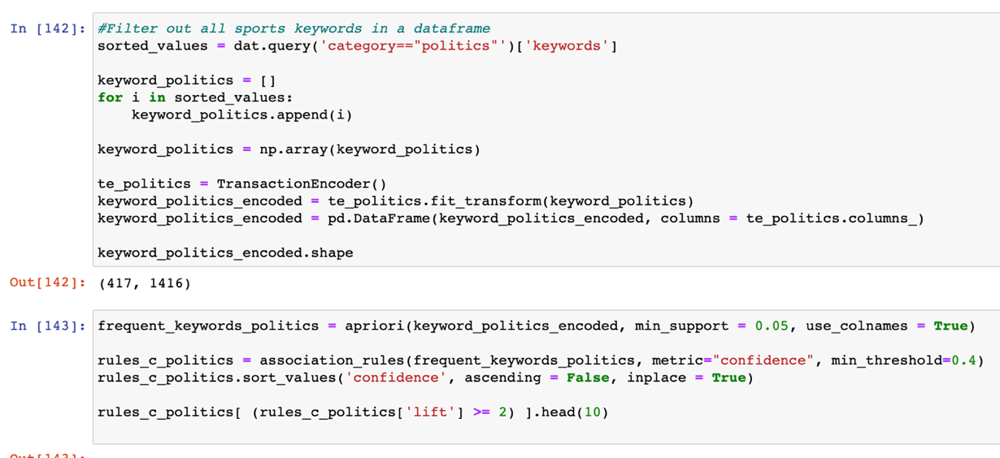 In [142]: #Filter out all sports keywords in a dataframe
sorted_values = dat.query('category=="politics"')['keywords']
keyword_politics = []
for i in sorted_values:
    keyword_politics.append(i)
keyword_politics = np.array(keyword_politics)
te_politics = TransactionEncoder()
keyword_politics_encoded = te_politics.fit_transform(keyword_politics)
keyword_politics_encoded = pd.DataFrame(keyword_politics_encoded, columns = te_politics.columns_)
keyword_politics_encoded.shape
Out[142]: (417, 1416)
In [143]: frequent_keywords_politics = apriori(keyword_politics_encoded, min_support = 0.05, use_colnames = True)
rules_c_politics = association_rules(frequent_keywords_politics, metric="confidence", min_threshold=0.4)
rules_c_politics.sort_values('confidence', ascending = False, inplace = True)
rules_c_politics[ (rules_c_politics['lift'] >= 2) ].head(10)
Out[143]: